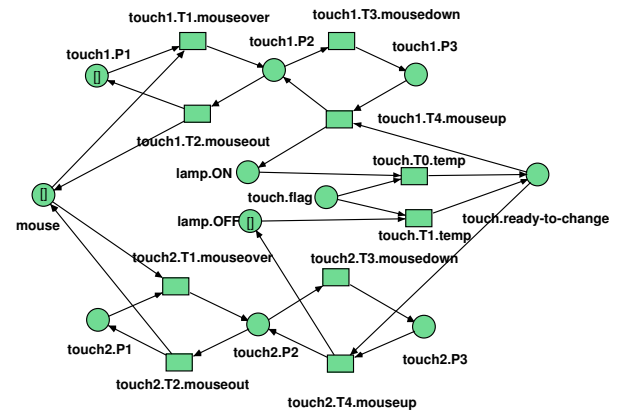 touch1.T1.mouseover
touch1.T3.mousedown
touch1.P1
touch1.P2
touch1.P3
[]
touch1.T4.mouseup
touch1.T2.mouseout
touch.T0.temp
lamp.ON
[]
touch.flag
mouse
lamp.OFF
[]
touch.ready-to-change
touch.T1.temp
touch2.T1.mouseover
touch2.T3.mousedown
touch2.P1
touch2.P2
touch2.P3
touch2.T2.mouseout
touch2.T4.mouseup